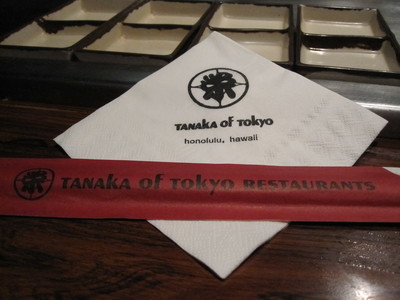 TANAKA of TOKYO
honolulu, hawaii
TANAKA of TOKYO RESTAURANTS